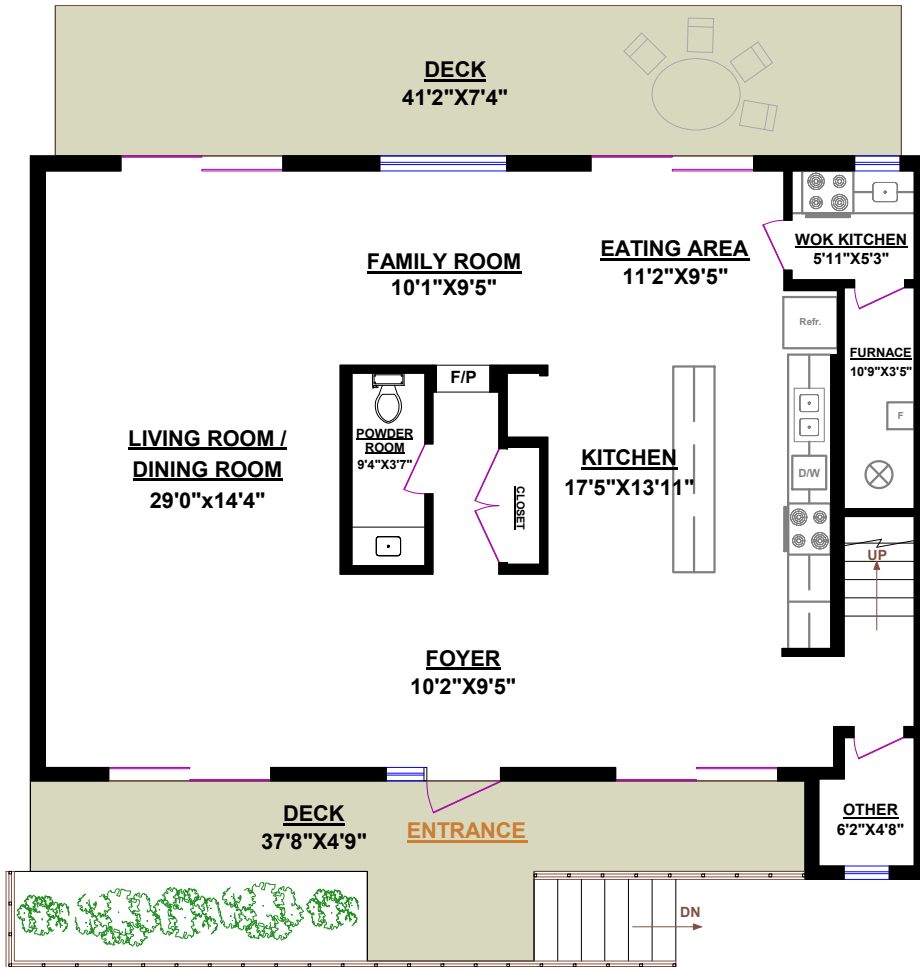 DECK
41'2"X7'4"
FAMILY ROOM
10'1"X9'5"
EATING AREA
11'2"X9'5"
WOK KITCHEN
5'11"X5'3"
Refr.
FURNACE
10'9"X3'5"
F
F/P
POWDER
ROOM
9'4"X3'7"
LIVING ROOM /
DINING ROOM
29'0"x14'4"
CLOSET
KITCHEN
17'5"X13'11"
D/W
UP
FOYER
10'2"X9'5"
DECK
37'8"X4'9"
ENTRANCE
OTHER
6'2"X4'8"
DN